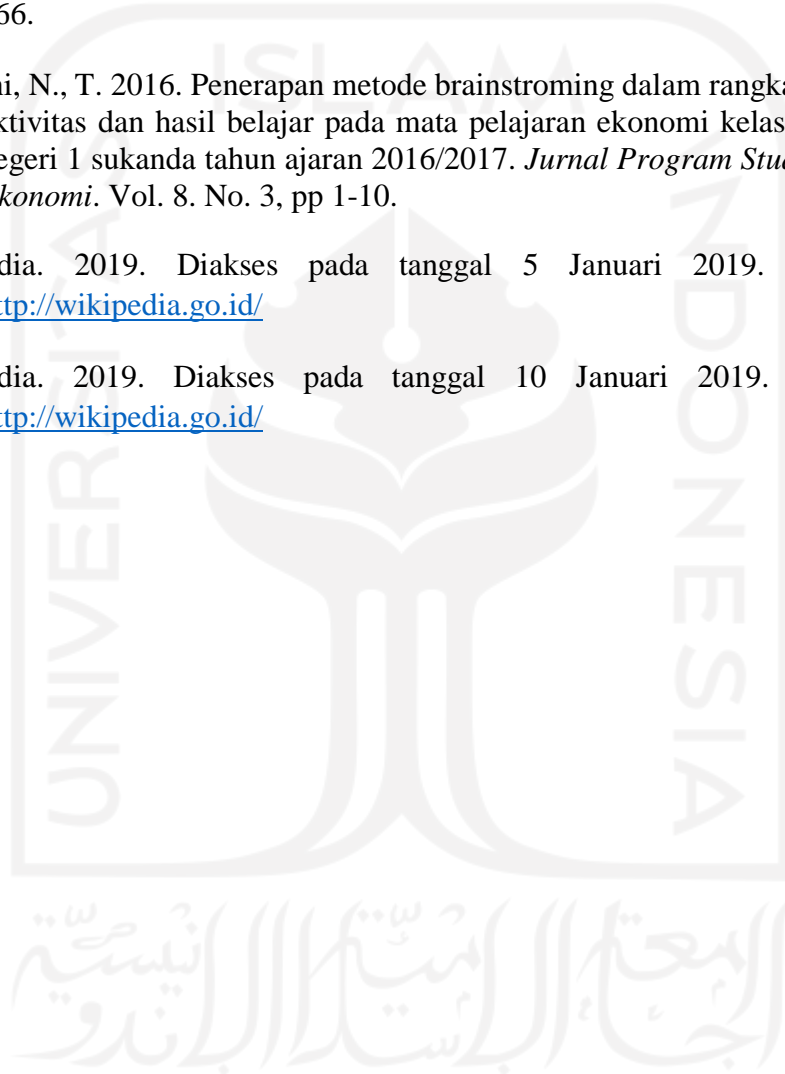 66.
ni, N., T. 2016. Penerapan metode brainstroming dalam rangka
ktivitas dan hasil belajar pada mata pelajaran ekonomi kelas
egeri 1 sukanda tahun ajaran 2016/2017. Jurnal Program Stud
konomi. Vol. 8. No. 3, pp 1-10.
dia. 2019. Diakses pada tanggal 5 Januari 2019.
ttp://wikipedia.go.id/
dia. 2019. Diakses pada tanggal 10 Januari 2019.
ttp://wikipedia.go.id/
ISLAM
UNIVERSITAS
INDONESIA